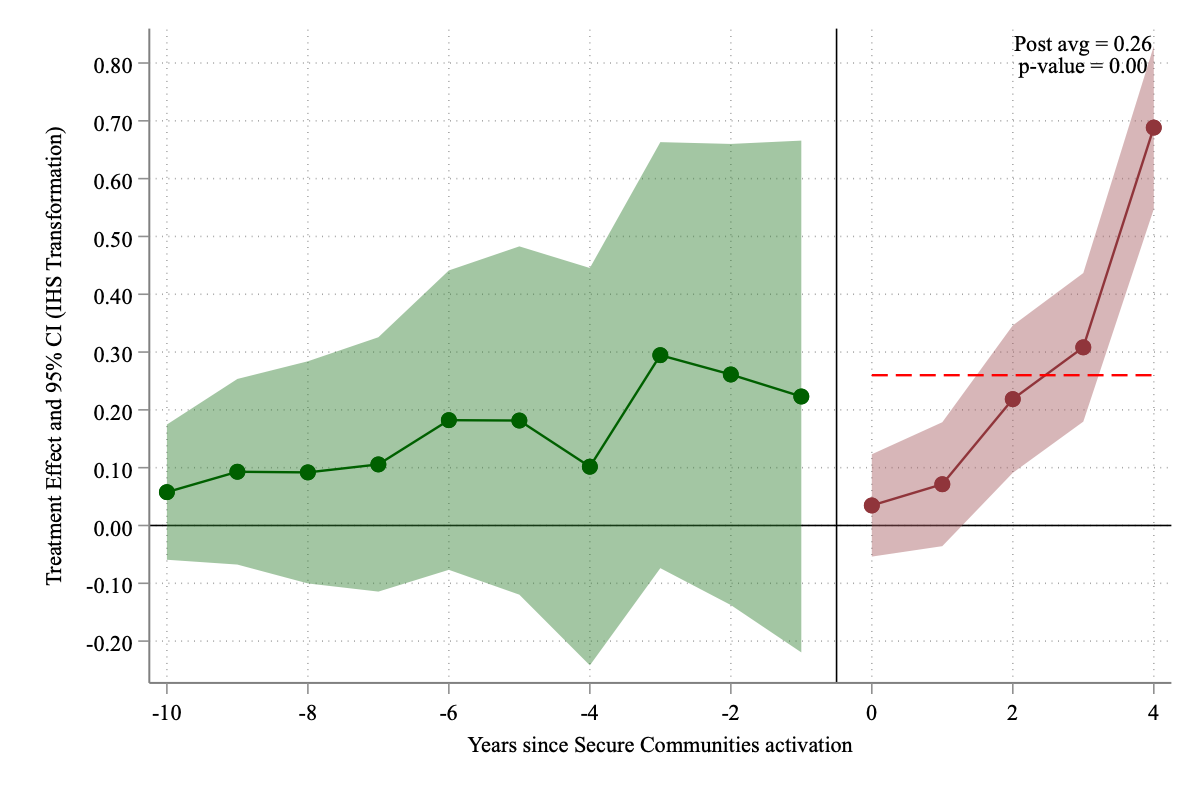 Post avg = 0.26
p-value = 0.00
0.80
0.70
0.60
0.50
0.40
0.30
0.20
0.10
0.00
-0.10
-0.20
Treatment Effect and 95% CI (IHS Transformation)
-10 -8 -6 -4 -2 0 2 4
Years since Secure Communities activation